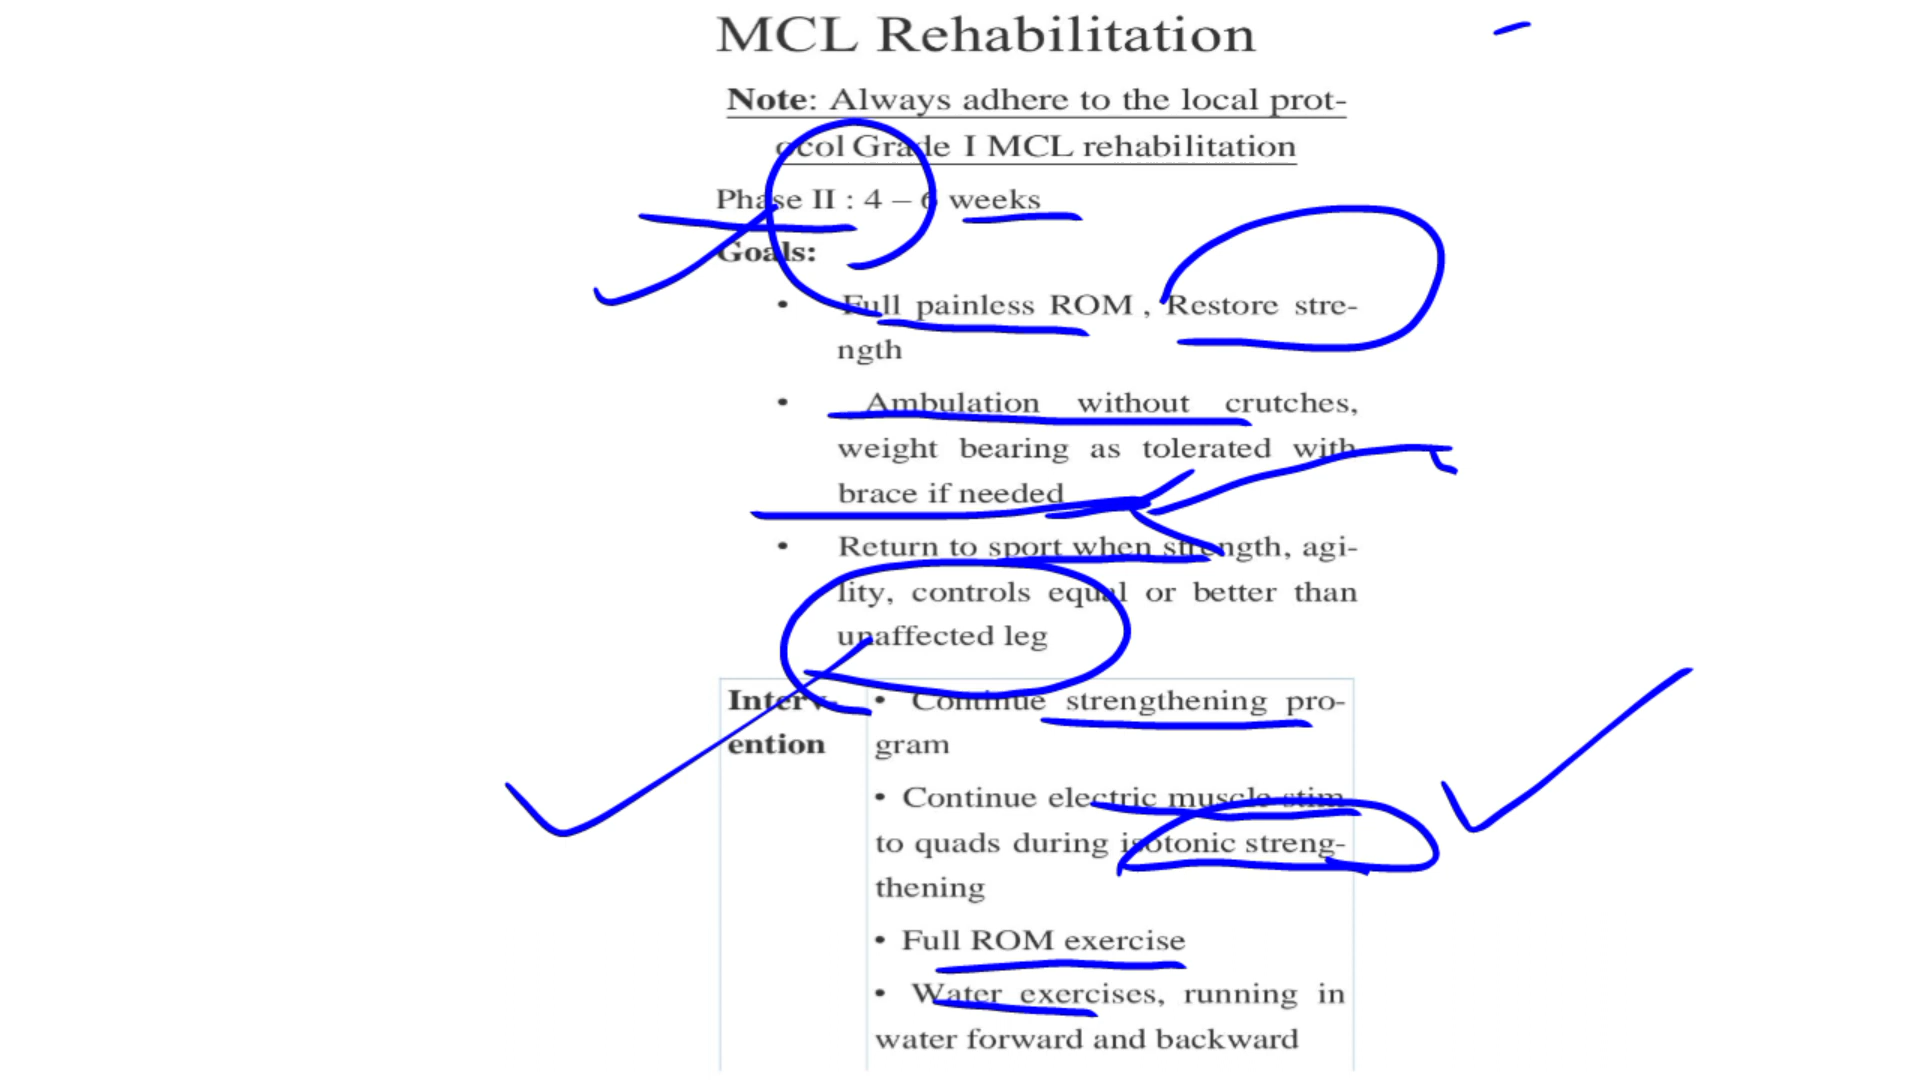 MCL Rehabilitation
Note: Always adhere to the local prot-
ocol Grade I MCL rehabilitation
Phase II : 4 – 6 weeks
Goals:
• Full painless ROM , Restore stre-
ngth
• Ambulation without crutches,
weight bearing as tolerated with
brace if needed
• Return to sport when strength, agi-
lity, controls equal or better than
unaffected leg
Interv- • Continue strengthening pro-
ention gram
• Continue electric muscle stim
to quads during isotonic streng-
thening
• Full ROM exercise
• Water exercises, running in
water forward and backward